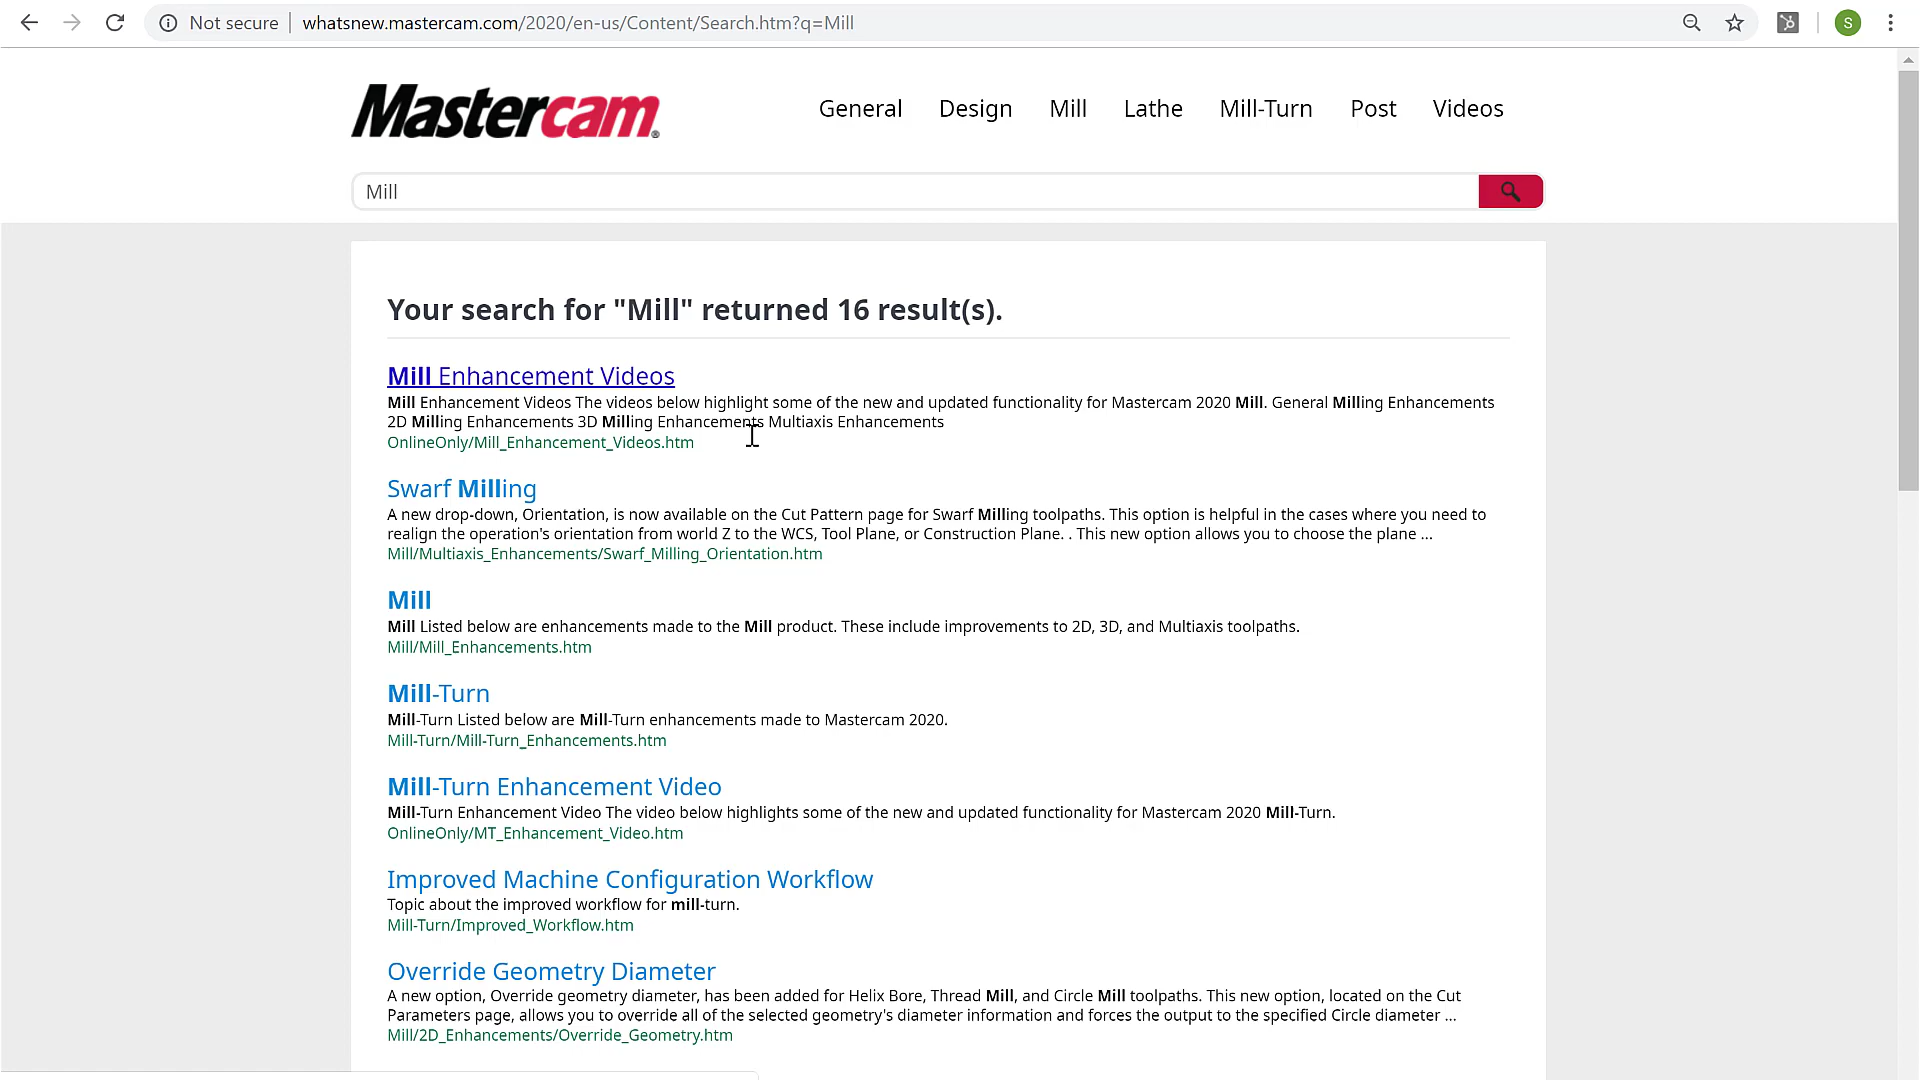 Not secure
whatsnew.mastercam.com/2020/en-us/Content/Search.htm?q=Mill
S
Mastercam®
General Design Mill Lathe Mill-Turn Post Videos
Mill
Your search for "Mill" returned 16 result(s).
Mill Enhancement Videos
Mill Enhancement Videos The videos below highlight some of the new and updated functionality for Mastercam 2020 Mill. General Milling Enhancements
2D Milling Enhancements 3D Milling Enhancements Multiaxis Enhancements
OnlineOnly/Mill_Enhancement_Videos.htm
Swarf Milling
A new drop-down, Orientation, is now available on the Cut Pattern page for Swarf Milling toolpaths. This option is helpful in the cases where you need to
realign the operation's orientation from world Z to the WCS, Tool Plane, or Construction Plane. . This new option allows you to choose the plane ...
Mill/Multiaxis_Enhancements/Swarf_Milling_Orientation.htm
Mill
Mill Listed below are enhancements made to the Mill product. These include improvements to 2D, 3D, and Multiaxis toolpaths.
Mill/Mill_Enhancements.htm
Mill-Turn
Mill-Turn Listed below are Mill-Turn enhancements made to Mastercam 2020.
Mill-Turn/Mill-Turn_Enhancements.htm
Mill-Turn Enhancement Video
Mill-Turn Enhancement Video The video below highlights some of the new and updated functionality for Mastercam 2020 Mill-Turn.
OnlineOnly/MT_Enhancement_Video.htm
Improved Machine Configuration Workflow
Topic about the improved workflow for mill-turn.
Mill-Turn/Improved_Workflow.htm
Override Geometry Diameter
A new option, Override geometry diameter, has been added for Helix Bore, Thread Mill, and Circle Mill toolpaths. This new option, located on the Cut
Parameters page, allows you to override all of the selected geometry's diameter information and forces the output to the specified Circle diameter ...
Mill/2D_Enhancements/Override_Geometry.htm